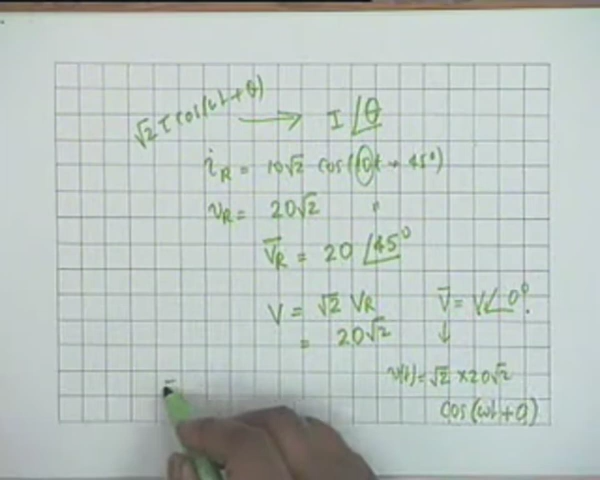 √2 I cos(ωt + θ) → I ∠θ
i_R = 10√2 cos(10t + 45°)
v_R = 20√2 "
V̄_R = 20 ∠45°
V = √2 V_R V̄ = V∠0°.
= 20√2 ↓
v(t) = √2 × 20√2
cos(ωt + 0)